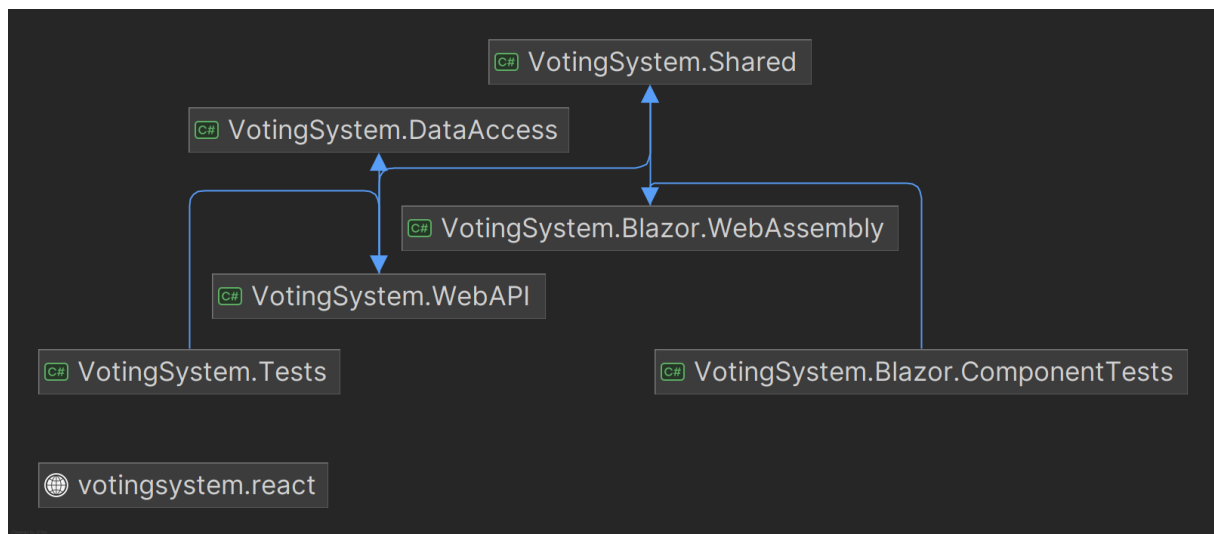 C# VotingSystem.Shared
C# VotingSystem.DataAccess
C# VotingSystem.Blazor.WebAssembly
C# VotingSystem.WebAPI
C# VotingSystem.Tests
C# VotingSystem.Blazor.ComponentTests
votingsystem.react